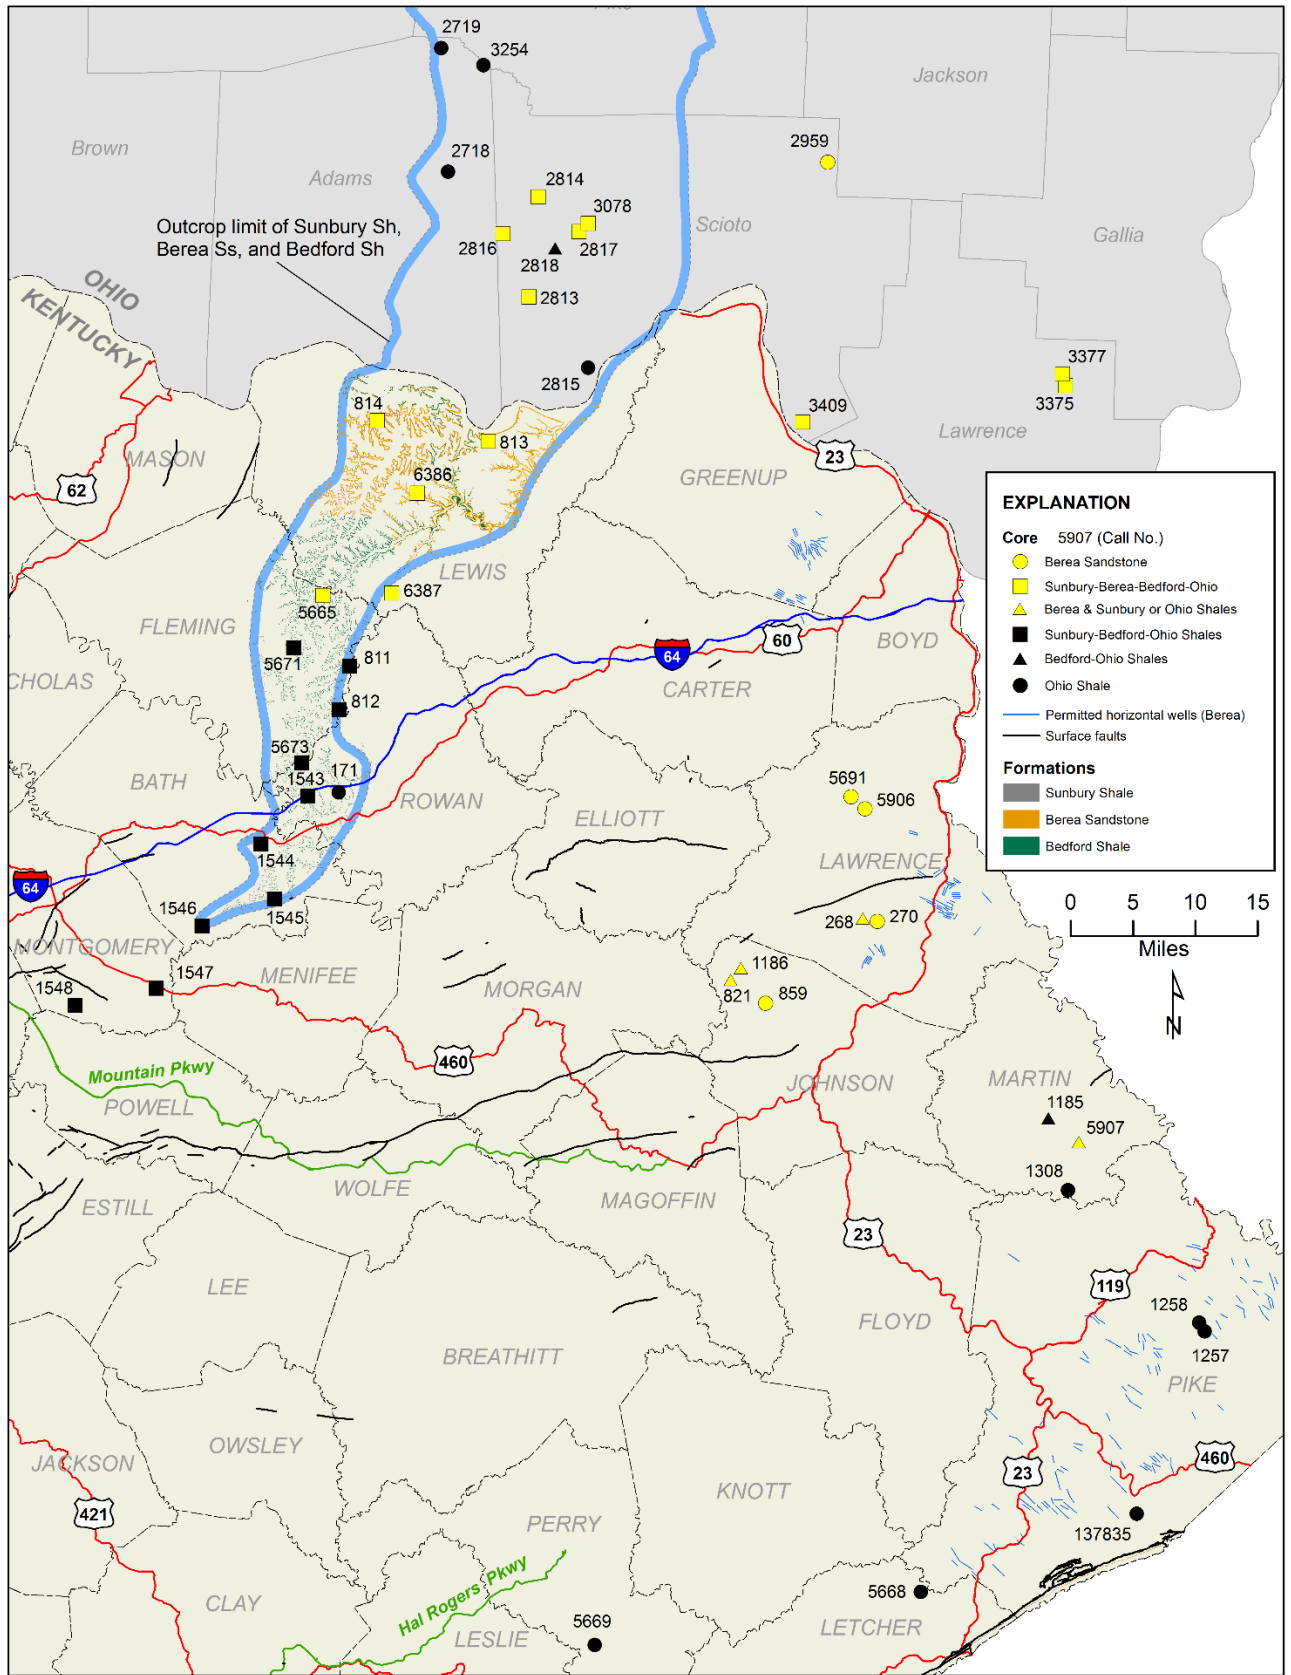 Pike
2719
3254
Jackson
Brown
2959
2718
Adams
2814
3078
Scioto
Outcrop limit of Sunbury Sh,
Berea Ss, and Bedford Sh
2816
2817
2818
Gallia
OHIO
KENTUCKY
2813
3377
2815
3375
814
3409
Lawrence
813
23
MASON
62
6386
GREENUP
EXPLANATION
Core 5907 (Call No.)
Berea Sandstone
Sunbury-Berea-Bedford-Ohio
Berea & Sunbury or Ohio Shales
Sunbury-Bedford-Ohio Shales
Bedford-Ohio Shales
Ohio Shale
Permitted horizontal wells (Berea)
Surface faults
Formations
Sunbury Shale
Berea Sandstone
Bedford Shale
LEWIS
6387
5665
FLEMING
60
BOYD
5671
811
64
CHOLAS
CARTER
812
5673
171
1543
BATH
ROWAN
5691
5906
ELLIOTT
1544
LAWRENCE
64
0 5 10 15
Miles
N
1546
1545
268
270
MONTGOMERY
MENIFEE
1186
1547
1548
MORGAN
821
859
460
Mountain Pkwy
JOHNSON
MARTIN
POWELL
1185
5907
1308
WOLFE
MAGOFFIN
ESTILL
23
LEE
119
1258
FLOYD
1257
BREATHITT
PIKE
OWSLEY
JACKSON
460
23
KNOTT
421
PERRY
137835
Hal Rogers Pkwy
5668
CLAY
5669
LETCHER
LESLIE